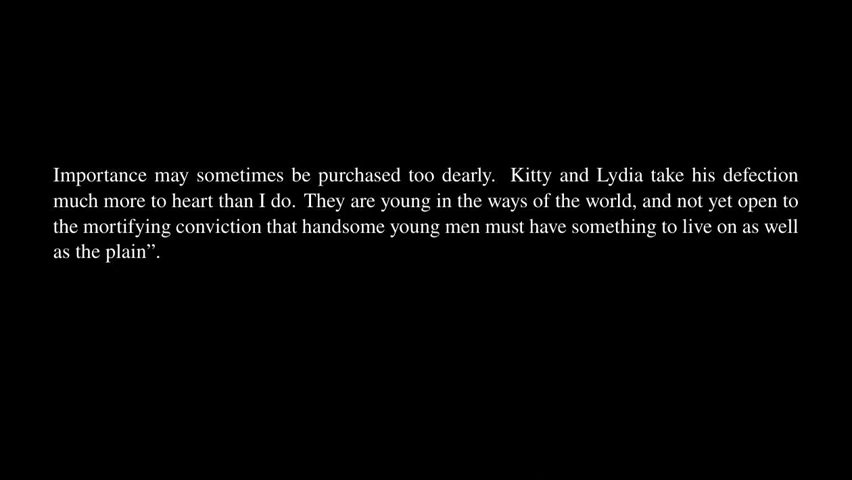 Importance may sometimes be purchased too dearly. Kitty and Lydia take his defection
much more to heart than I do. They are young in the ways of the world, and not yet open to
the mortifying conviction that handsome young men must have something to live on as well
as the plain”.